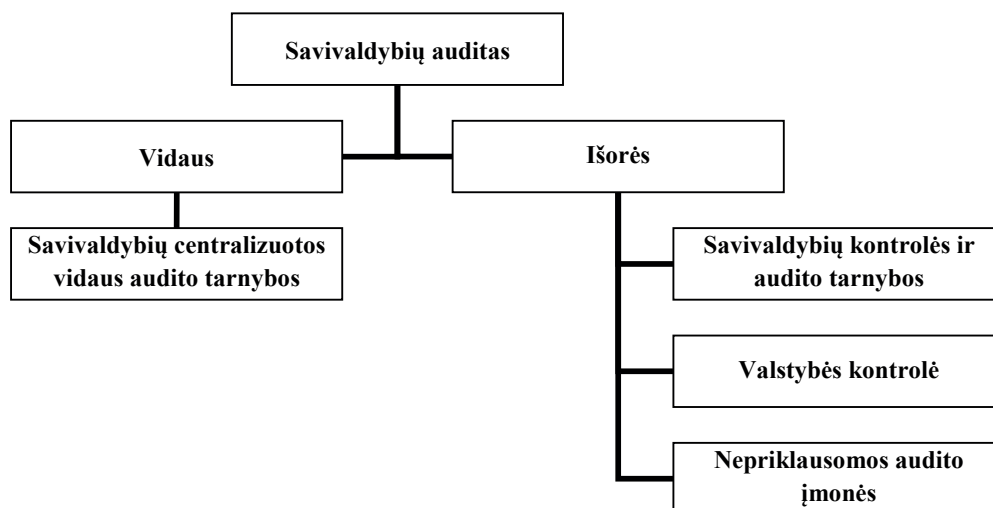 Savivaldybių auditas
Vidaus
Išorės
Savivaldybių centralizuotos
vidaus audito tarnybos
Savivaldybių kontrolės ir
audito tarnybos
Valstybės kontrolė
Nepriklausomos audito
įmonės